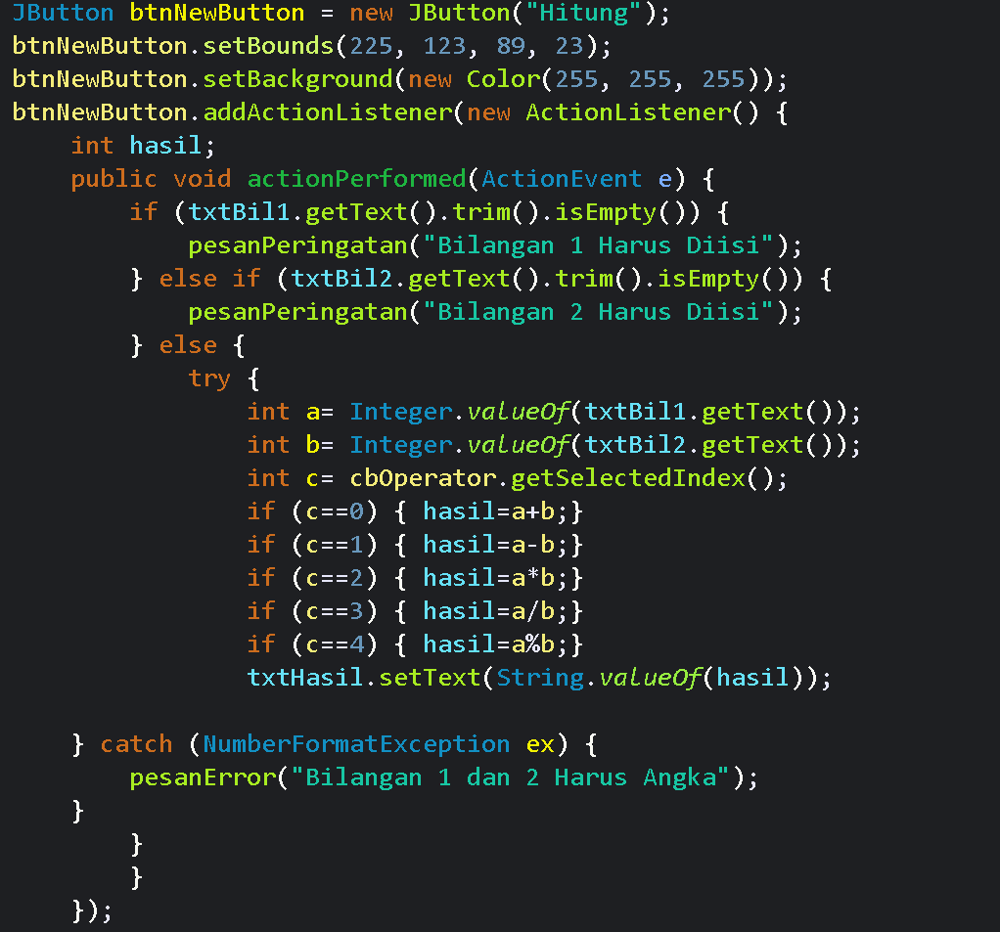 JButton btnNewButton = new JButton("Hitung");
btnNewButton.setBounds(225, 123, 89, 23);
btnNewButton.setBackground(new Color(255, 255, 255));
btnNewButton.addActionListener(new ActionListener() {
    int hasil;
    public void actionPerformed(ActionEvent e) {
        if (txtBil1.getText().trim().isEmpty()) {
            pesanPeringatan("Bilangan 1 Harus Diisi");
        } else if (txtBil2.getText().trim().isEmpty()) {
            pesanPeringatan("Bilangan 2 Harus Diisi");
        } else {
            try {
                int a= Integer.valueOf(txtBil1.getText());
                int b= Integer.valueOf(txtBil2.getText());
                int c= cbOperator.getSelectedIndex();
                if (c==0) { hasil=a+b;}
                if (c==1) { hasil=a-b;}
                if (c==2) { hasil=a*b;}
                if (c==3) { hasil=a/b;}
                if (c==4) { hasil=a%b;}
                txtHasil.setText(String.valueOf(hasil));

    } catch (NumberFormatException ex) {
        pesanError("Bilangan 1 dan 2 Harus Angka");
    }
        }
        }
    });